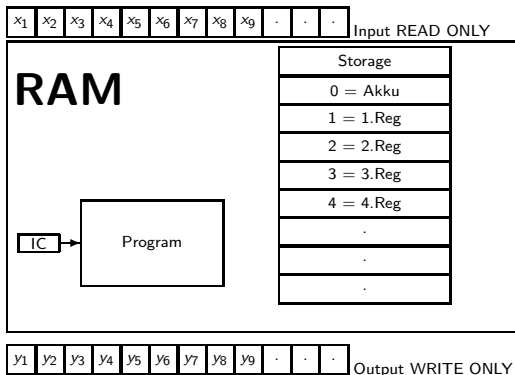 x1 x2 x3 x4 x5 x6 x7 x8 x9 . . . Input READ ONLY
RAM
Storage
0 = Akku
1 = 1.Reg
2 = 2.Reg
3 = 3.Reg
4 = 4.Reg
.
.
.
IC
Program
y1 y2 y3 y4 y5 y6 y7 y8 y9 . . . Output WRITE ONLY